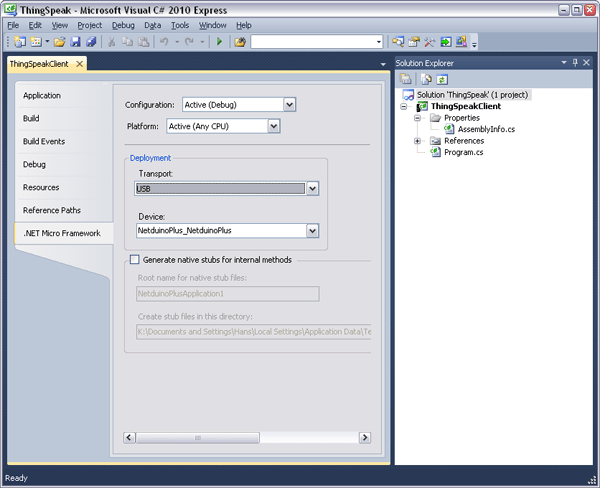 ThingSpeak - Microsoft Visual C# 2010 Express
File Edit View Project Debug Data Tools Window Help
ThingSpeakClient
Application
Build
Build Events
Debug
Resources
Reference Paths
.NET Micro Framework
Configuration: Active (Debug)
Platform: Active (Any CPU)
Deployment
Transport:
USB
Device:
NetduinoPlus_NetduinoPlus
Generate native stubs for internal methods
Root name for native stub files:
NetduinoPlusApplication1
Create stub files in this directory:
K:\Documents and Settings\Hans\Local Settings\Application Data\Te
Solution Explorer
Solution 'ThingSpeak' (1 project)
ThingSpeakClient
Properties
AssemblyInfo.cs
References
Program.cs
Ready